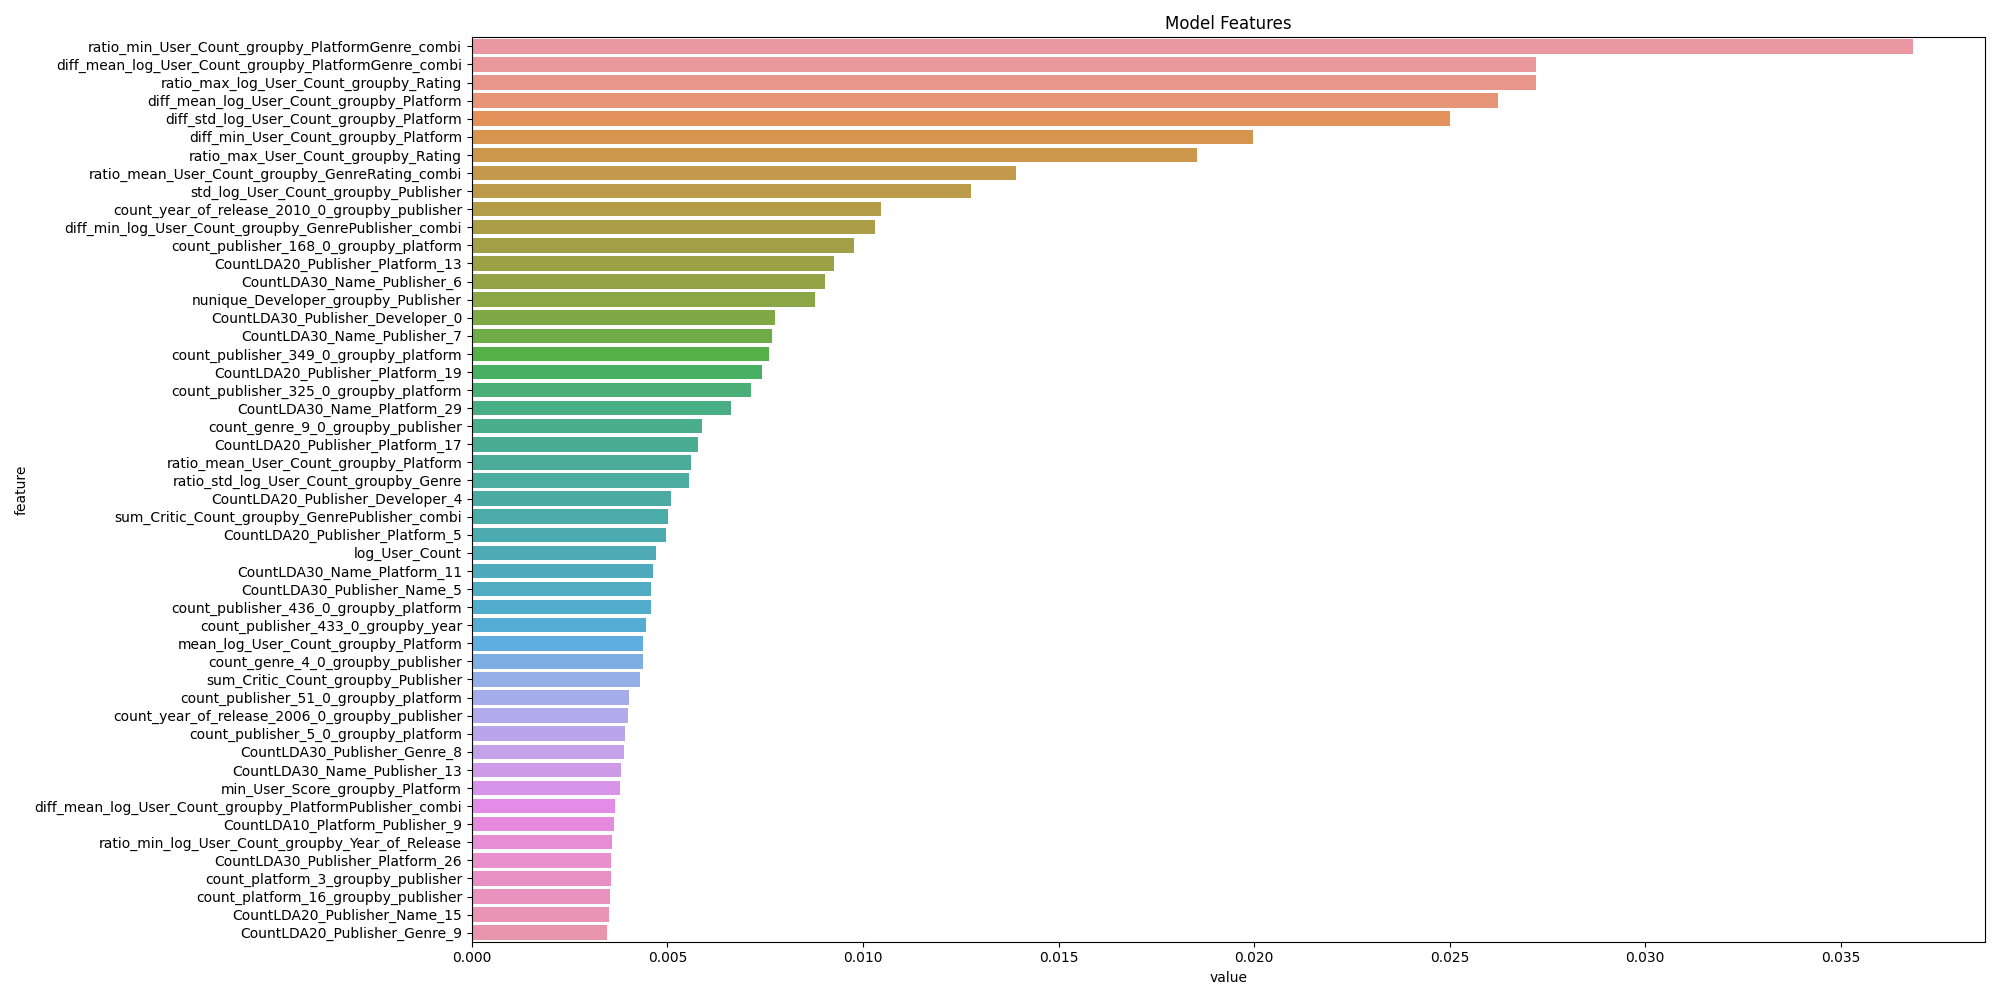 Model Features
ratio_min_User_Count_groupby_PlatformGenre_combi
diff_mean_log_User_Count_groupby_PlatformGenre_combi
ratio_max_log_User_Count_groupby_Rating
diff_mean_log_User_Count_groupby_Platform
diff_std_log_User_Count_groupby_Platform
diff_min_User_Count_groupby_Platform
ratio_max_User_Count_groupby_Rating
ratio_mean_User_Count_groupby_GenreRating_combi
std_log_User_Count_groupby_Publisher
count_year_of_release_2010_0_groupby_publisher
diff_min_log_User_Count_groupby_GenrePublisher_combi
count_publisher_168_0_groupby_platform
CountLDA20_Publisher_Platform_13
CountLDA30_Name_Publisher_6
nunique_Developer_groupby_Publisher
CountLDA30_Publisher_Developer_0
CountLDA30_Name_Publisher_7
count_publisher_349_0_groupby_platform
CountLDA20_Publisher_Platform_19
count_publisher_325_0_groupby_platform
CountLDA30_Name_Platform_29
count_genre_9_0_groupby_publisher
CountLDA20_Publisher_Platform_17
ratio_mean_User_Count_groupby_Platform
ratio_std_log_User_Count_groupby_Genre
CountLDA20_Publisher_Developer_4
sum_Critic_Count_groupby_GenrePublisher_combi
CountLDA20_Publisher_Platform_5
log_User_Count
CountLDA30_Name_Platform_11
CountLDA30_Publisher_Name_5
count_publisher_436_0_groupby_platform
count_publisher_433_0_groupby_year
mean_log_User_Count_groupby_Platform
count_genre_4_0_groupby_publisher
sum_Critic_Count_groupby_Publisher
count_publisher_51_0_groupby_platform
count_year_of_release_2006_0_groupby_publisher
count_publisher_5_0_groupby_platform
CountLDA30_Publisher_Genre_8
CountLDA30_Name_Publisher_13
min_User_Score_groupby_Platform
diff_mean_log_User_Count_groupby_PlatformPublisher_combi
CountLDA10_Platform_Publisher_9
ratio_min_log_User_Count_groupby_Year_of_Release
CountLDA30_Publisher_Platform_26
count_platform_3_groupby_publisher
count_platform_16_groupby_publisher
CountLDA20_Publisher_Name_15
CountLDA20_Publisher_Genre_9
feature
0.000 0.005 0.010 0.015 0.020 0.025 0.030 0.035
value